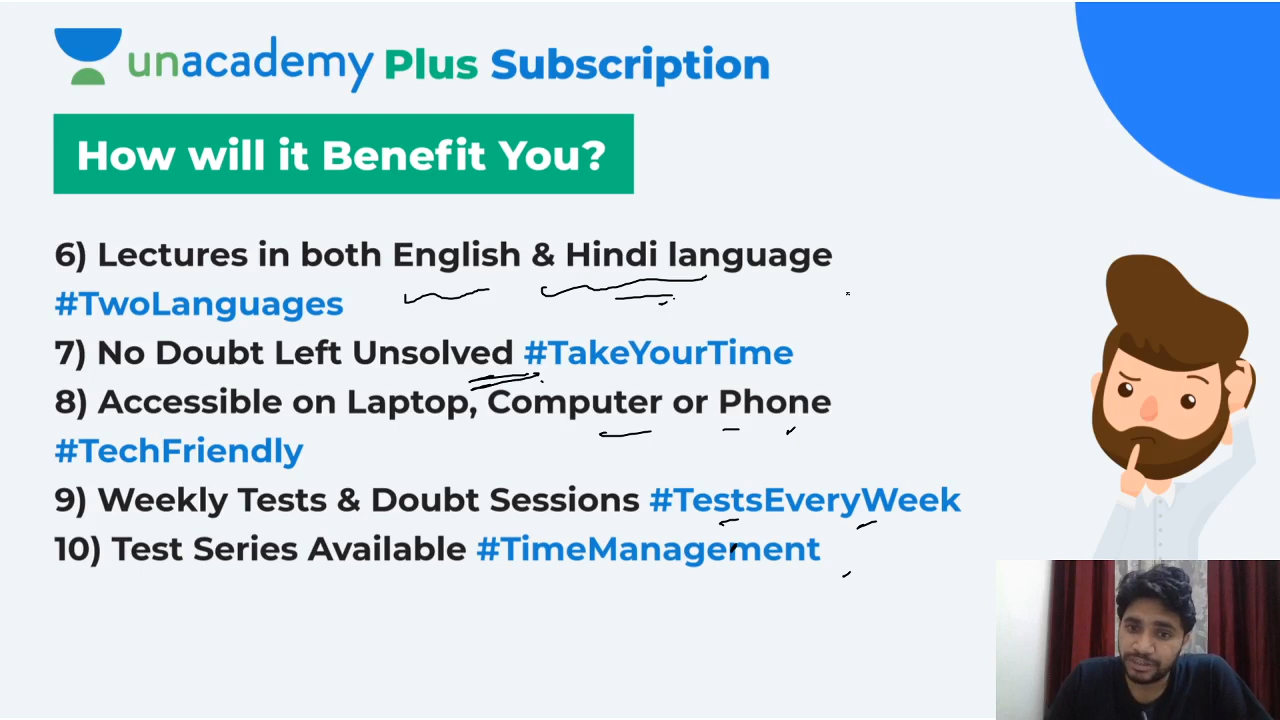 unacademy Plus Subscription
How will it Benefit You?
6) Lectures in both English & Hindi language
#TwoLanguages
7) No Doubt Left Unsolved #TakeYourTime
8) Accessible on Laptop, Computer or Phone
#TechFriendly
9) Weekly Tests & Doubt Sessions #TestsEveryWeek
10) Test Series Available #TimeManagement